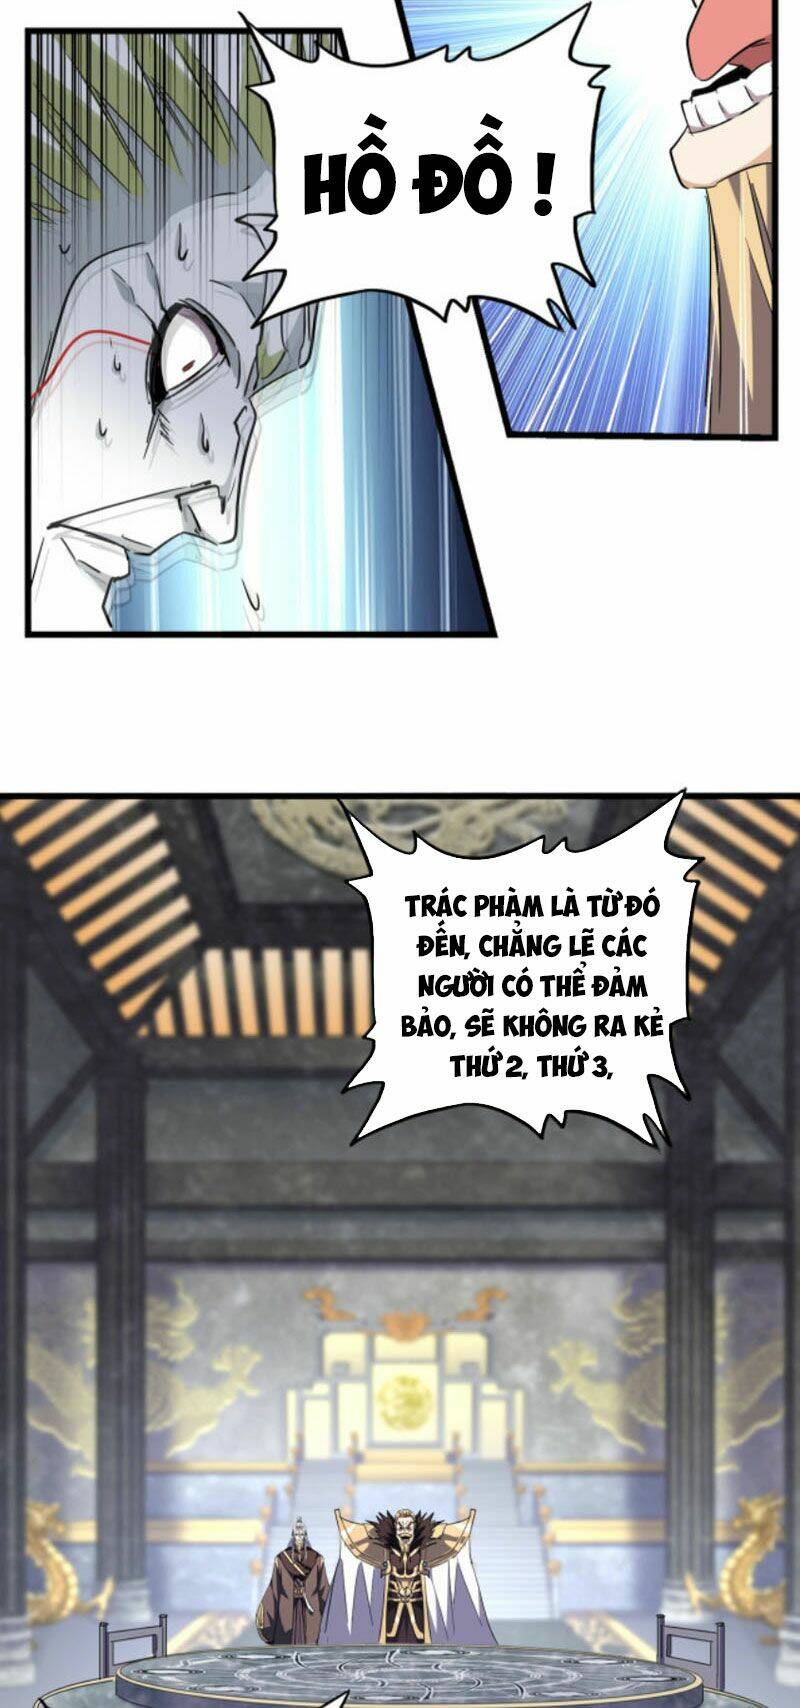 HỒ ĐỒ !
TRÁC PHÀM LÀ TỪ ĐÓ
ĐẾN, CHẲNG LẼ CÁC
NGƯỜI CÓ THỂ ĐẢM
BẢO, SẼ KHÔNG RA KẺ
THỨ 2, THỨ 3,